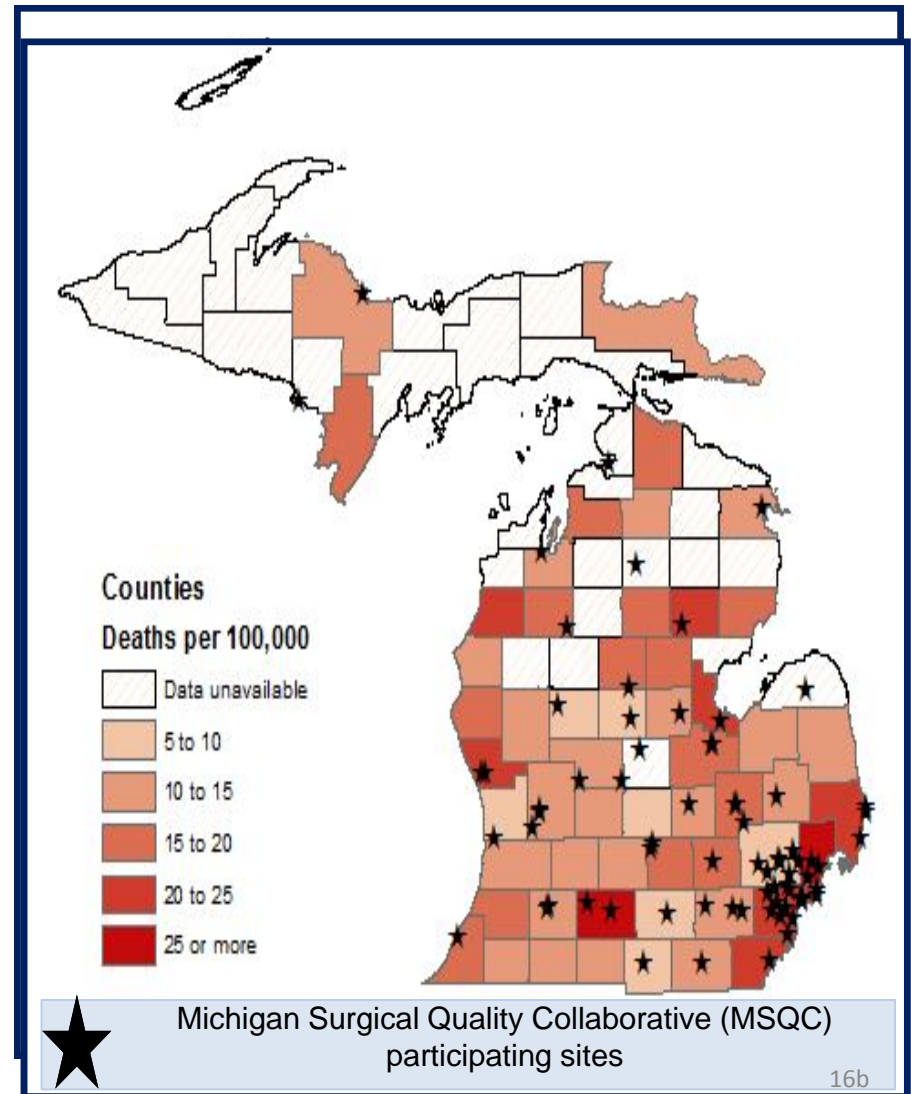 Counties
Deaths per 100,000
Data unavailable
5 to 10
10 to 15
15 to 20
20 to 25
25 or more
Michigan Surgical Quality Collaborative (MSQC)
participating sites
16b